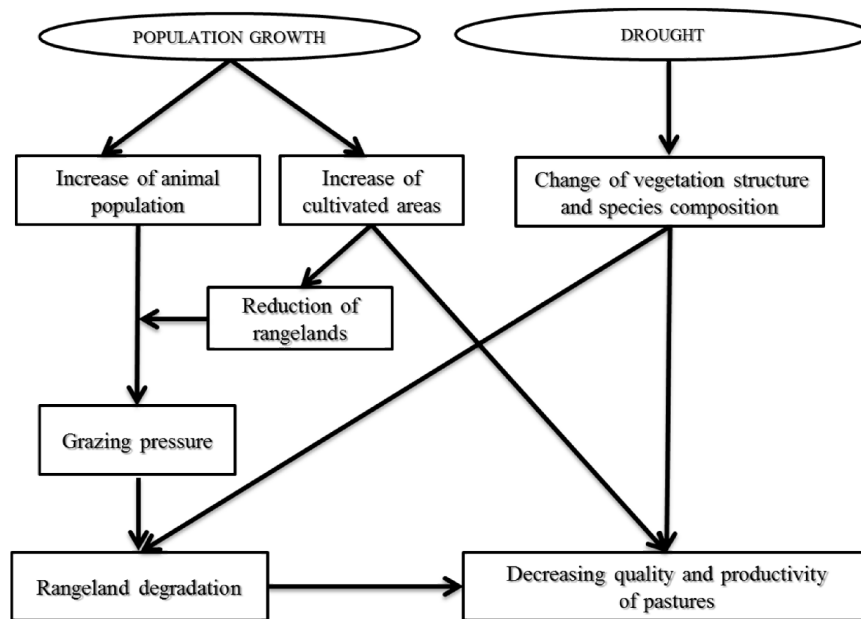 POPULATION GROWTH
DROUGHT
Increase of animal
population
Increase of
cultivated areas
Change of vegetation structure
and species composition
Reduction of
rangelands
Grazing pressure
Rangeland degradation
Decreasing quality and productivity
of pastures